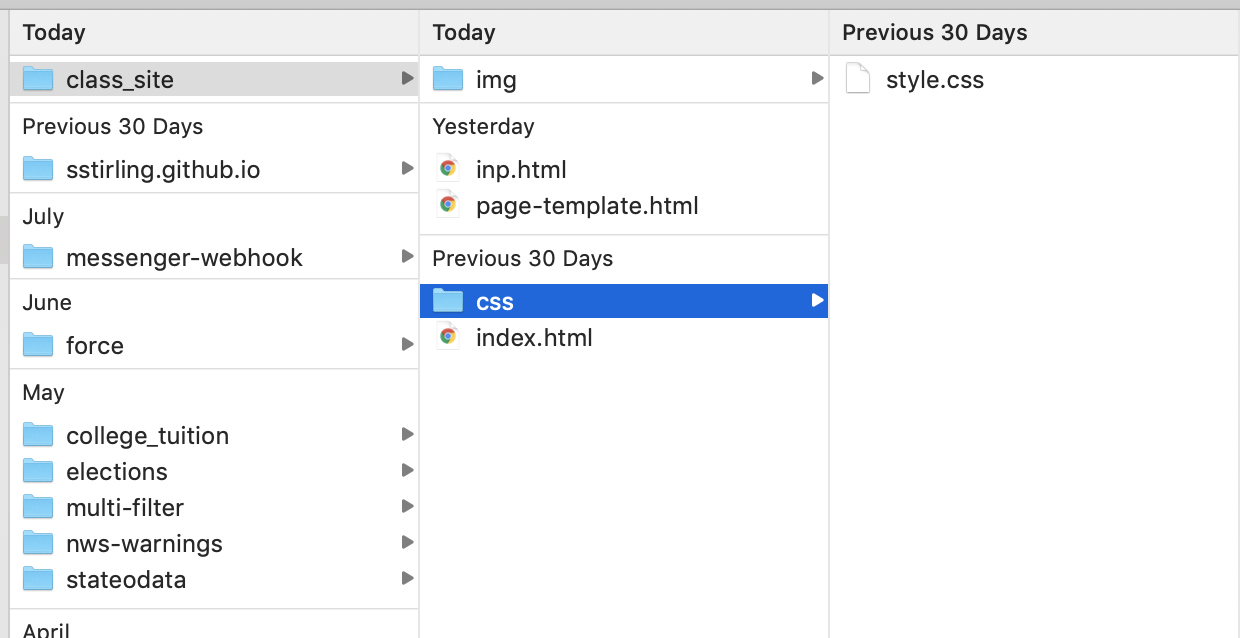 Today
class_site
Previous 30 Days
sstirling.github.io
July
messenger-webhook
June
force
May
college_tuition
elections
multi-filter
nws-warnings
stateodata
April
Today
img
Yesterday
inp.html
page-template.html
Previous 30 Days
css
index.html
Previous 30 Days
style.css